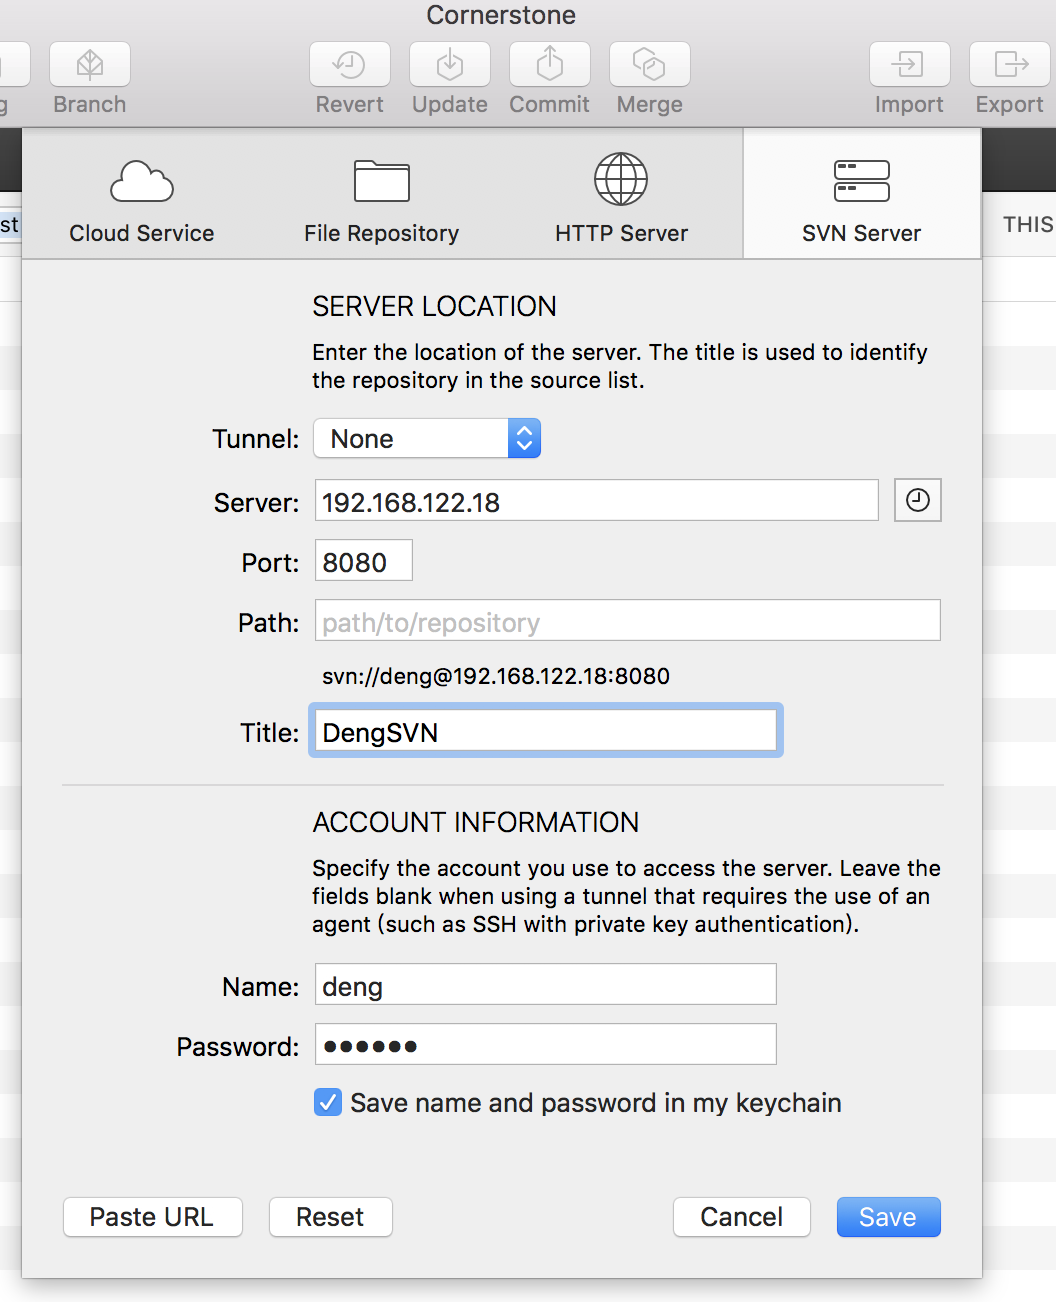 Cornerstone
g Branch Revert Update Commit Merge Import Export
Cloud Service File Repository HTTP Server SVN Server
st THIS
SERVER LOCATION
Enter the location of the server. The title is used to identify
the repository in the source list.
Tunnel: None
Server: 192.168.122.18
Port: 8080
Path: path/to/repository
svn://deng@192.168.122.18:8080
Title: DengSVN
ACCOUNT INFORMATION
Specify the account you use to access the server. Leave the
fields blank when using a tunnel that requires the use of an
agent (such as SSH with private key authentication).
Name: deng
Password: ●●●●●●
Save name and password in my keychain
Paste URL Reset Cancel Save